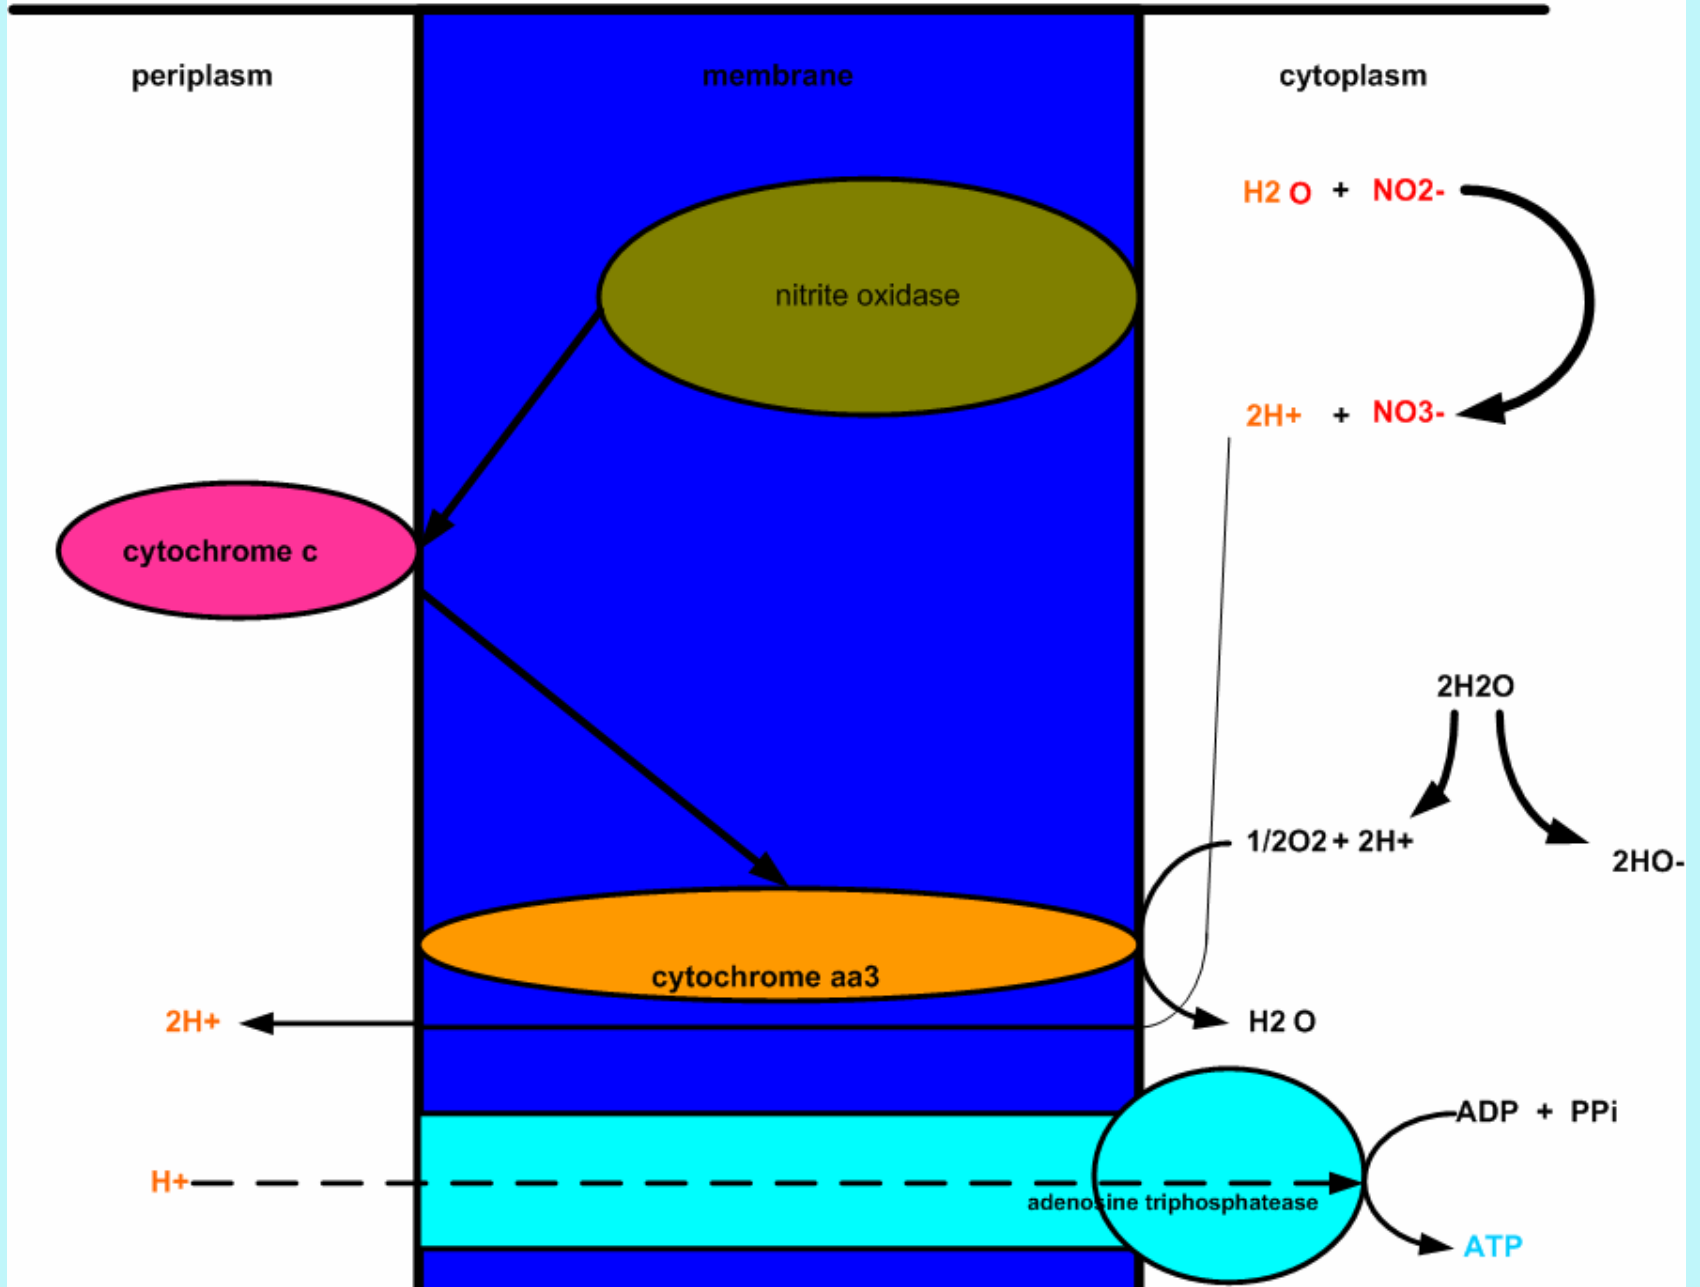 periplasm membrane cytoplasm
H2 O + NO2-
nitrite oxidase
2H+ + NO3-
cytochrome c
2H2O
1/2O2 + 2H+
2HO-
cytochrome aa3
2H+
H2 O
ADP + PPi
H+
adenosine triphosphatease
ATP